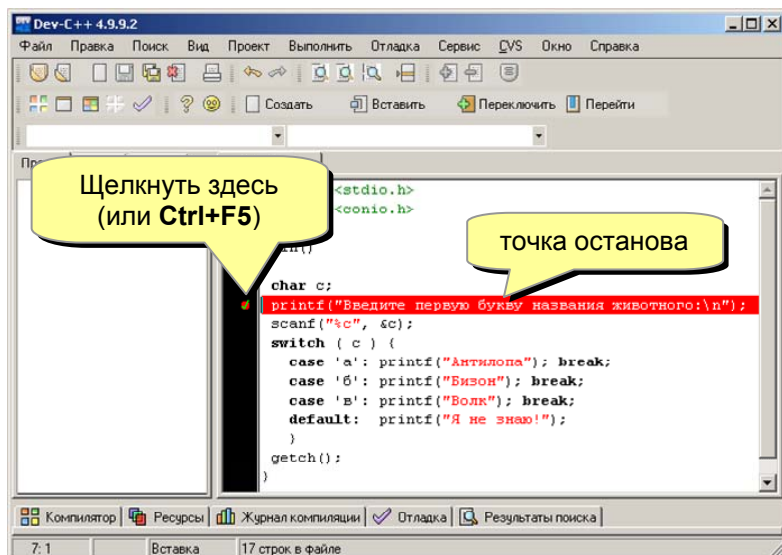 Dev-C++ 4.9.9.2
Файл Правка Поиск Вид Проект Выполнить Отладка Сервис CVS Окно Справка
Создать Вставить Переключить Перейти
Щелкнуть здесь
(или Ctrl+F5)
точка останова
<stdio.h>
<conio.h>
char c;
printf("Введите первую букву названия животного:\n");
scanf("%c", &c);
switch ( c ) {
case 'а': printf("Антилопа"); break;
case 'б': printf("Бизон"); break;
case 'в': printf("Волк"); break;
default: printf("Я не знаю!");
}
getch();
}
Компилятор Ресурсы Журнал компиляции Отладка Результаты поиска
7: 1 Вставка 17 строк в файле